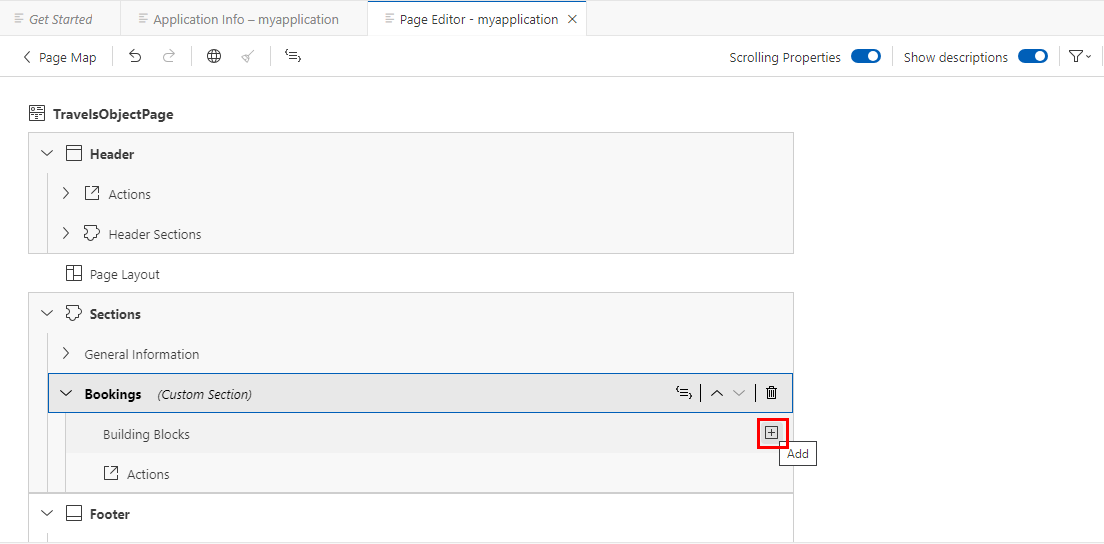 Get Started
Application Info – myapplication
Page Editor - myapplication
Page Map
Scrolling Properties
Show descriptions
TravelsObjectPage
Header
Actions
Header Sections
Page Layout
Sections
General Information
Bookings (Custom Section)
Building Blocks
Add
Actions
Footer